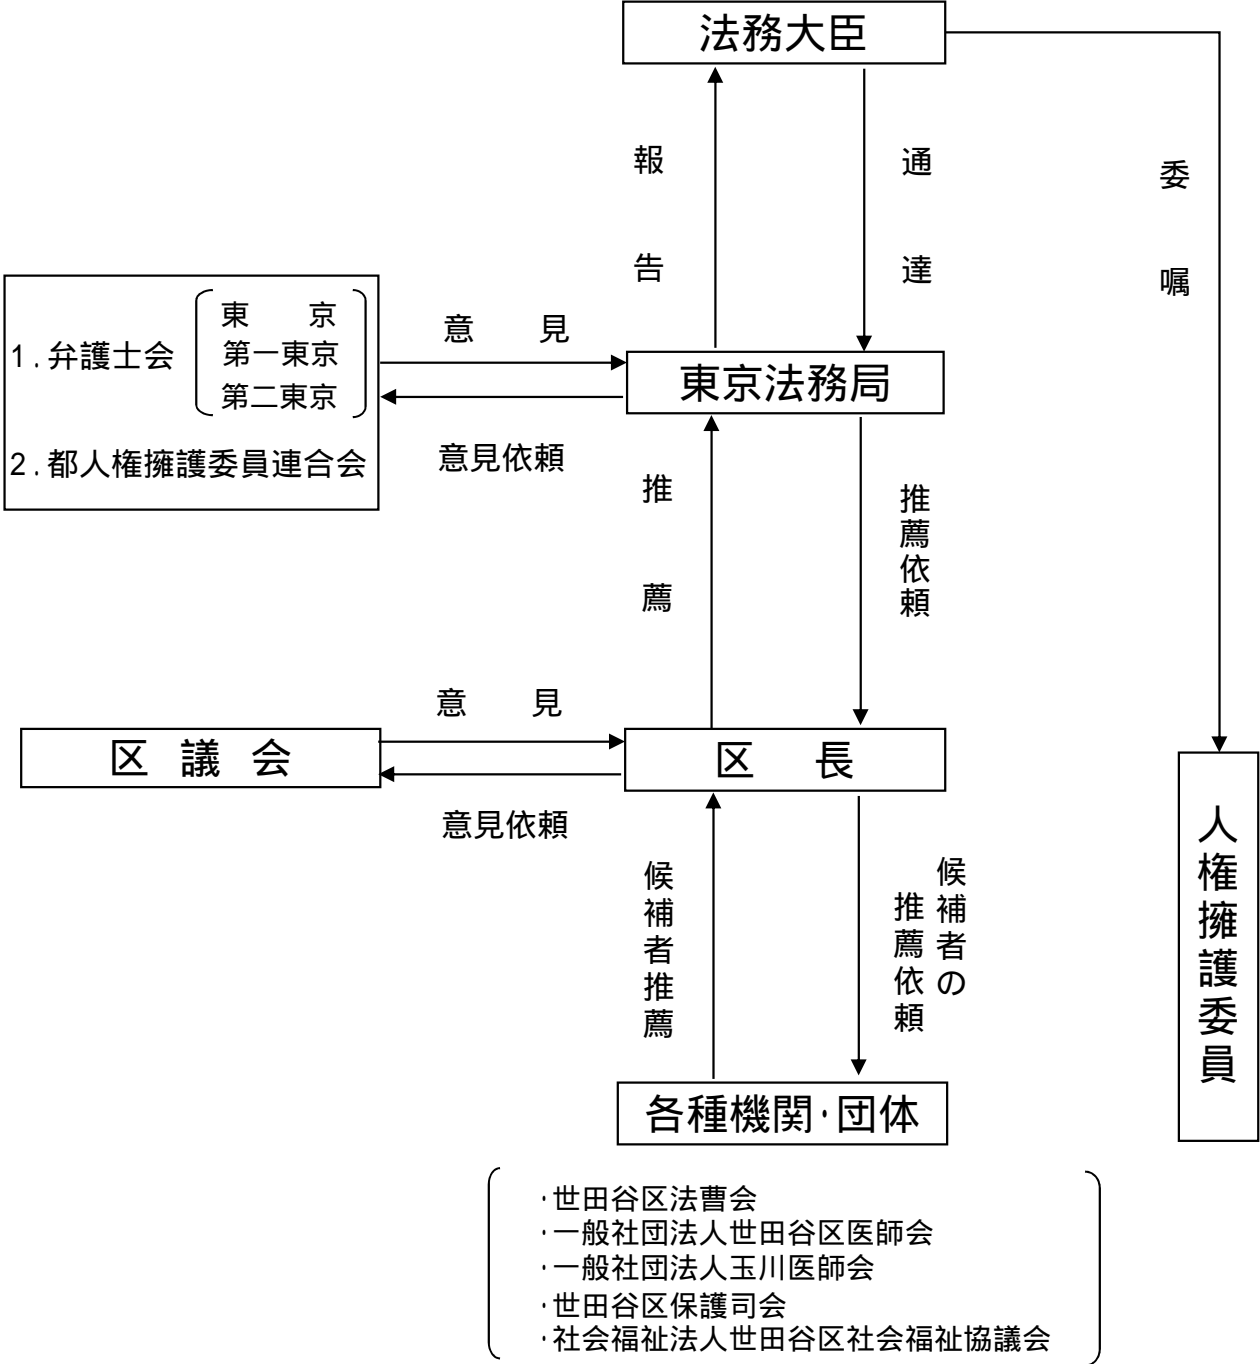 法務大臣
報告
通達
委嘱
1.弁護士会
東　京
第一東京
第二東京
2.都人権擁護委員連合会
意　見
意見依頼
東京法務局
推薦
推薦依頼
区 議 会
意　見
意見依頼
区　長
候補者推薦
候補者の
推薦依頼
人権擁護委員
各種機関・団体
・世田谷区法曹会
・一般社団法人世田谷区医師会
・一般社団法人玉川医師会
・世田谷区保護司会
・社会福祉法人世田谷区社会福祉協議会